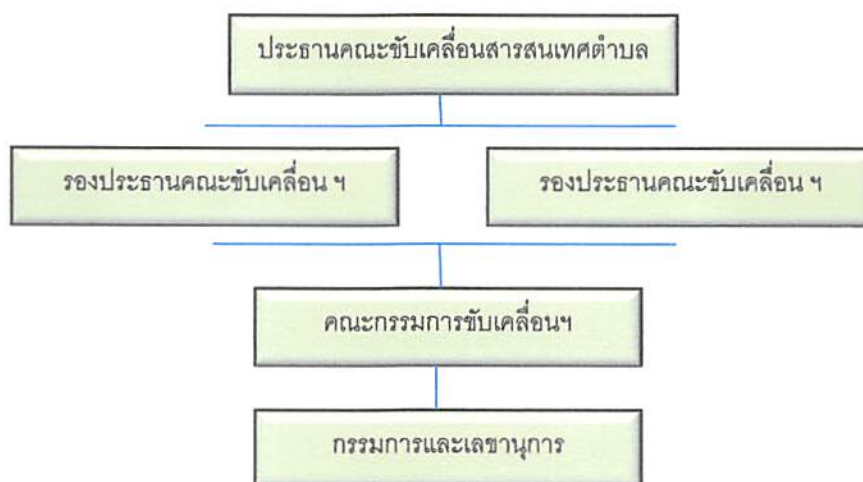 ประธานคณะขับเคลื่อนสารสนเทศตำบล
รองประธานคณะขับเคลื่อน ฯ
รองประธานคณะขับเคลื่อน ฯ
คณะกรรมการขับเคลื่อนฯ
กรรมการและเลขานุการ